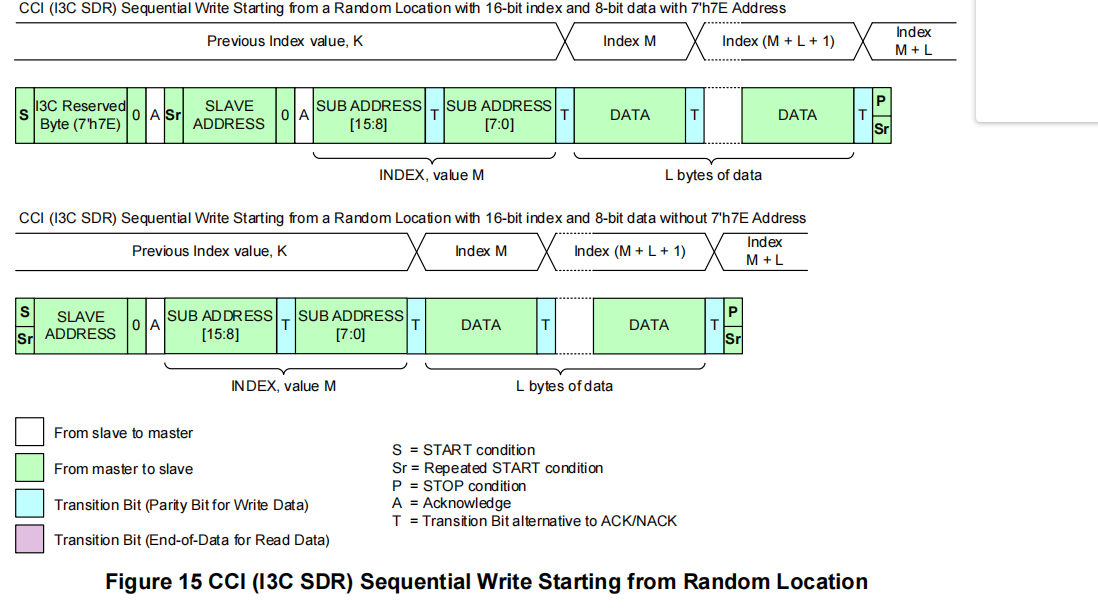 CCI (I3C SDR) Sequential Write Starting from a Random Location with 16-bit index and 8-bit data with 7'h7E Address
Previous Index value, K
Index M
Index (M + L + 1)
Index
M + L
S
I3C Reserved
Byte (7'h7E)
0
A
Sr
SLAVE
ADDRESS
0
A
SUB ADDRESS
[15:8]
T
SUB ADDRESS
[7:0]
T
DATA
T
DATA
T
P
Sr
INDEX, value M
L bytes of data
CCI (I3C SDR) Sequential Write Starting from a Random Location with 16-bit index and 8-bit data without 7'h7E Address
Previous Index value, K
Index M
Index (M + L + 1)
Index
M + L
S
Sr
SLAVE
ADDRESS
0
A
SUB ADDRESS
[15:8]
T
SUB ADDRESS
[7:0]
T
DATA
T
DATA
T
P
Sr
INDEX, value M
L bytes of data
From slave to master
From master to slave
Transition Bit (Parity Bit for Write Data)
Transition Bit (End-of-Data for Read Data)
S = START condition
Sr = Repeated START condition
P = STOP condition
A = Acknowledge
T = Transition Bit alternative to ACK/NACK
Figure 15 CCI (I3C SDR) Sequential Write Starting from Random Location